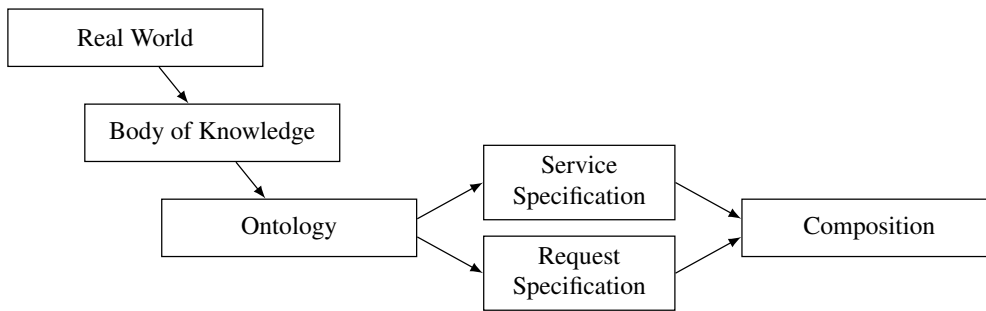 Real World
Body of Knowledge
Ontology
Service
Specification
Request
Specification
Composition